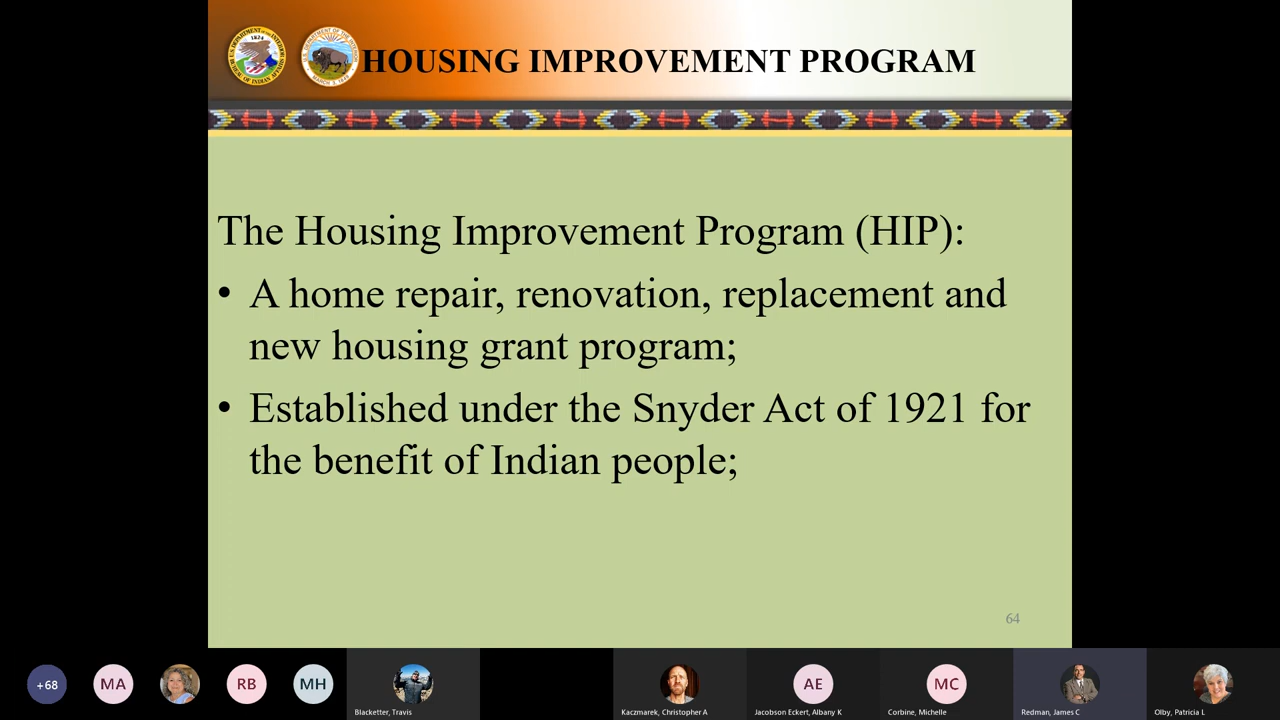 HOUSING IMPROVEMENT PROGRAM
The Housing Improvement Program (HIP):
• A home repair, renovation, replacement and
new housing grant program;
• Established under the Snyder Act of 1921 for
the benefit of Indian people;
64
+68
MA
RB
MH
AE
MC
Blacketter, Travis
Kaczmarek, Christopher A
Jacobson Eckert, Albany K
Corbine, Michelle
Redman, James C
Olby, Patricia L